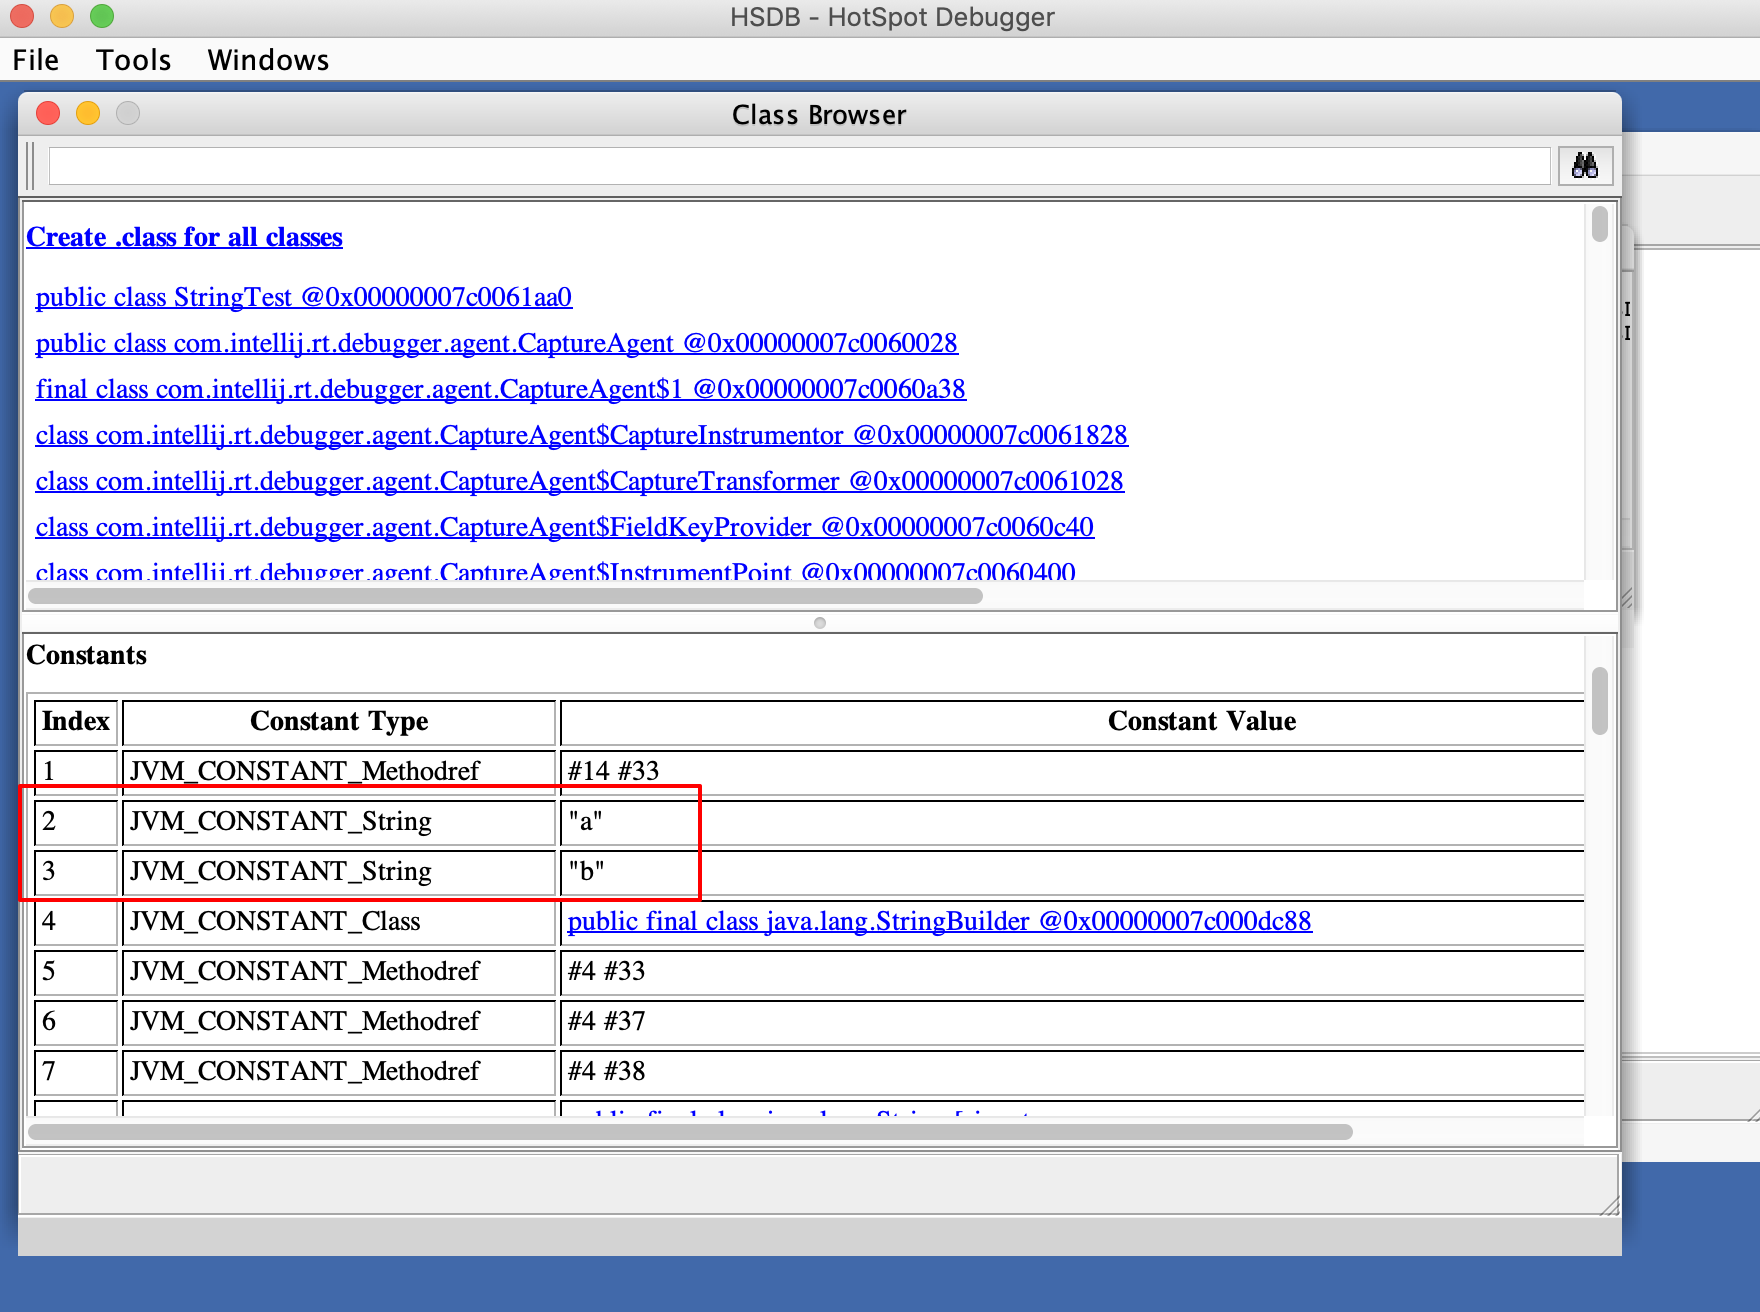 HSDB - HotSpot Debugger
File Tools Windows
Class Browser
Create .class for all classes
public class StringTest @0x00000007c0061aa0
public class com.intellij.rt.debugger.agent.CaptureAgent @0x00000007c0060028
final class com.intellij.rt.debugger.agent.CaptureAgent$1 @0x00000007c0060a38
class com.intellij.rt.debugger.agent.CaptureAgent$CaptureInstrumentor @0x00000007c0061828
class com.intellij.rt.debugger.agent.CaptureAgent$CaptureTransformer @0x00000007c0061028
class com.intellij.rt.debugger.agent.CaptureAgent$FieldKeyProvider @0x00000007c0060c40
class com.intellij.rt.debugger.agent.CaptureAgent$InstrumentPoint @0x00000007c0060400
Constants
Index Constant Type Constant Value
1 JVM_CONSTANT_Methodref #14 #33
2 JVM_CONSTANT_String "a"
3 JVM_CONSTANT_String "b"
4 JVM_CONSTANT_Class public final class java.lang.StringBuilder @0x00000007c000dc88
5 JVM_CONSTANT_Methodref #4 #33
6 JVM_CONSTANT_Methodref #4 #37
7 JVM_CONSTANT_Methodref #4 #38